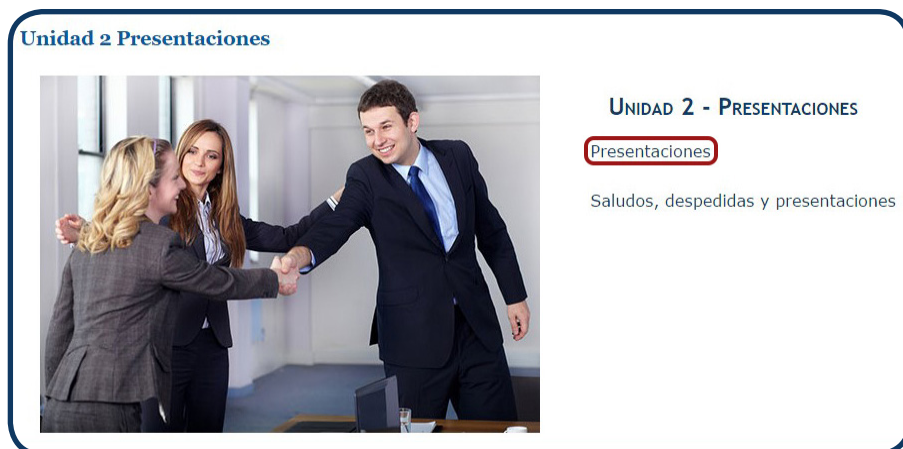 Unidad 2 Presentaciones
Unidad 2 - Presentaciones
Presentaciones
Saludos, despedidas y presentaciones